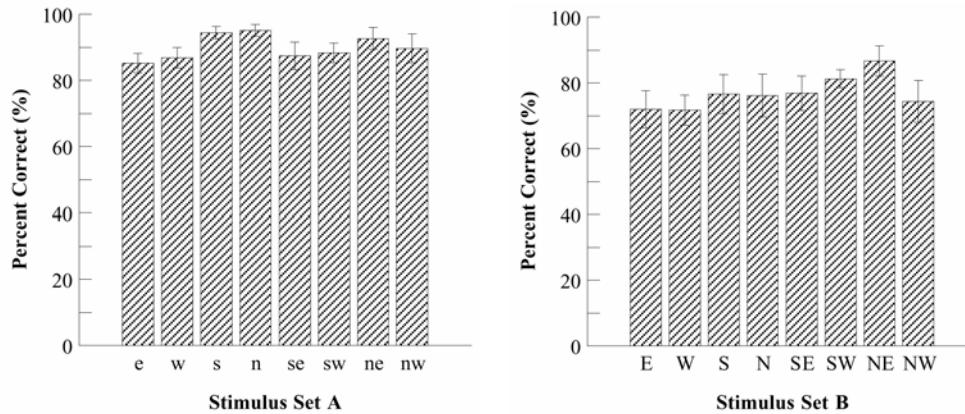 Percent Correct (%)
100
80
60
40
20
0
e w s n se sw ne nw
Stimulus Set A
Percent Correct (%)
100
80
60
40
20
0
E W S N SE SW NE NW
Stimulus Set B